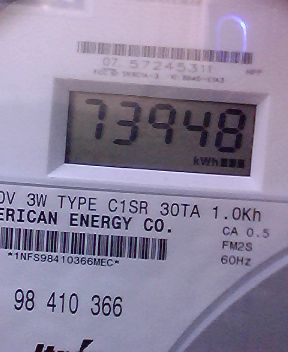 07 57245311
73948
kWh
0V 3W TYPE C1SR 30TA 1.0Kh
ERICAN ENERGY CO.
CA 0.5
FM2S
*1NFS98410366MEC*
60Hz
98 410 366